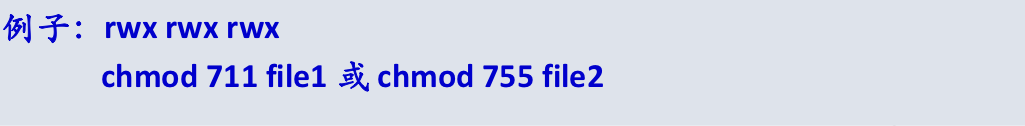 例子：rwx rwx rwx
chmod 711 file1 或 chmod 755 file2